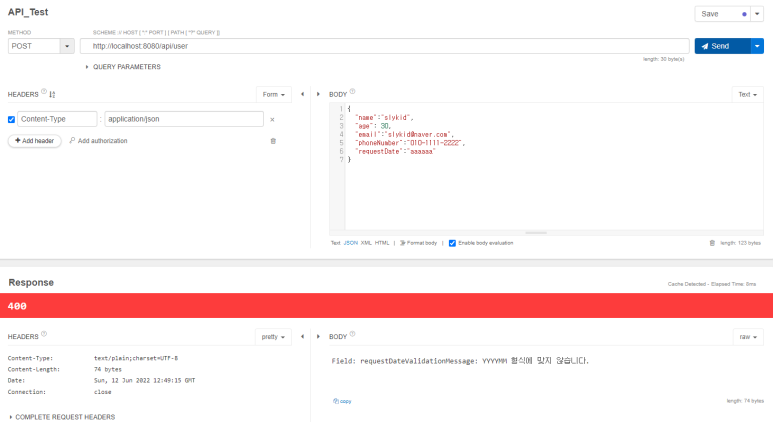 API_Test
Save
METHOD
SCHEME :// HOST [ ":" PORT ] [ PATH [ "?" QUERY ]]
POST
http://localhost:8080/api/user
Send
length: 30 byte(s)
QUERY PARAMETERS
HEADERS
Form
BODY
Text
Content-Type : application/json
Add header
Add authorization
1 {
2 "name":"slykid",
3 "age": 30,
4 "email":"slykid@naver.com",
5 "phoneNumber":"010-1111-2222",
6 "requestDate":"aaaaaa"
7 }
Text JSON XML HTML | Format body | Enable body evaluation
length: 123 bytes
Response
Cache Detected - Elapsed Time: 8ms
400
HEADERS
pretty
BODY
raw
Content-Type: text/plain;charset=UTF-8
Content-Length: 74 bytes
Date: Sun, 12 Jun 2022 12:49:15 GMT
Connection: close
Field: requestDateValidationMessage: YYYYMM 형식에 맞지 않습니다.
copy
length: 74 bytes
COMPLETE REQUEST HEADERS